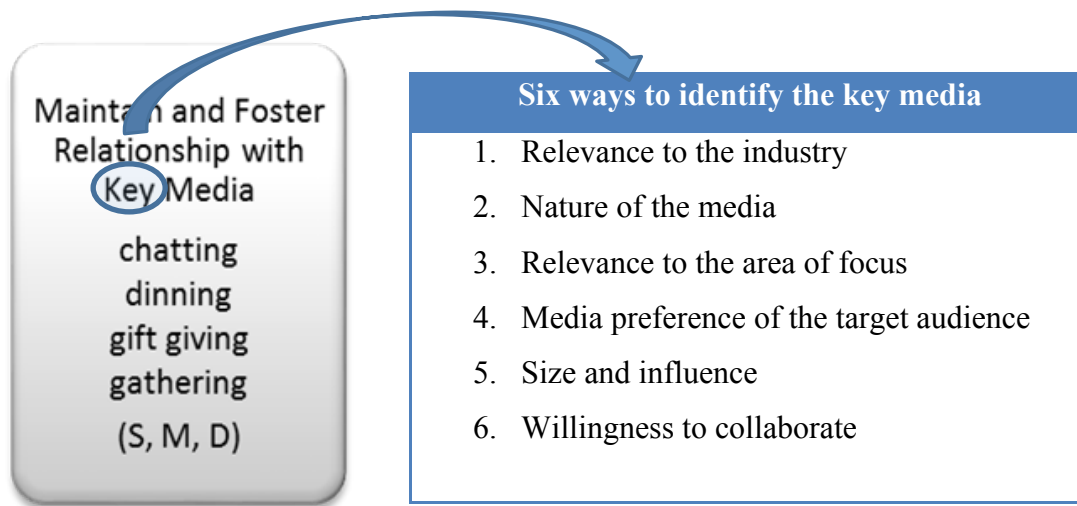 Maintain and Foster
Relationship with
Key Media
chatting
dinning
gift giving
gathering
(S, M, D)
Six ways to identify the key media
1. Relevance to the industry
2. Nature of the media
3. Relevance to the area of focus
4. Media preference of the target audience
5. Size and influence
6. Willingness to collaborate